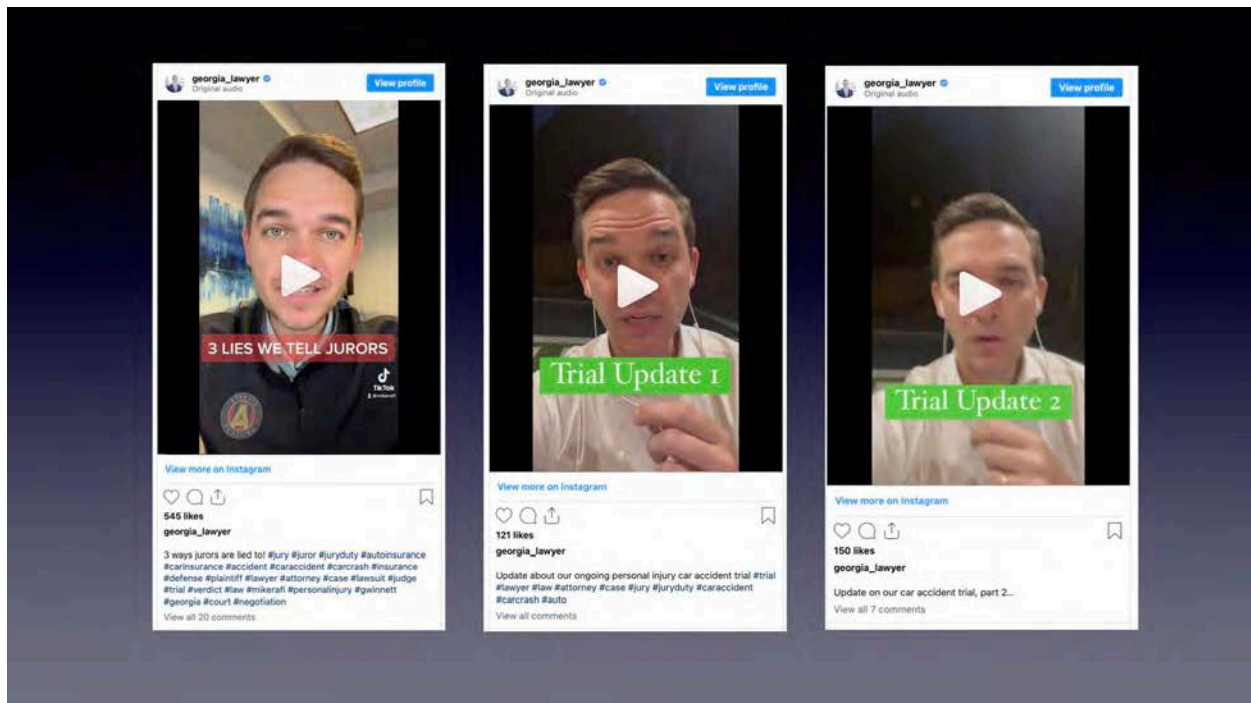 georgia_lawyer
Original audio
View profile
3 LIES WE TELL JURORS
TikTok
View more on Instagram
545 likes
georgia_lawyer
3 ways jurors are lied to! #jury #juror #juryduty #autoinsurance
#carinsurance #accident #caraccident #carcrash #insurance
#defense #plaintiff #lawyer #attorney #case #lawsuit #judge
#trial #verdict #law #mikerafi #personalinjury #gwinnett
#georgia #court #negotiation
View all 20 comments
georgia_lawyer
Original audio
View profile
Trial Update 1
View more on Instagram
121 likes
georgia_lawyer
Update about our ongoing personal injury car accident trial #trial
#lawyer #law #attorney #case #jury #juryduty #caraccident
#carcrash #auto
View all comments
georgia_lawyer
Original audio
View profile
Trial Update 2
View more on Instagram
150 likes
georgia_lawyer
Update on our car accident trial, part 2...
View all 7 comments